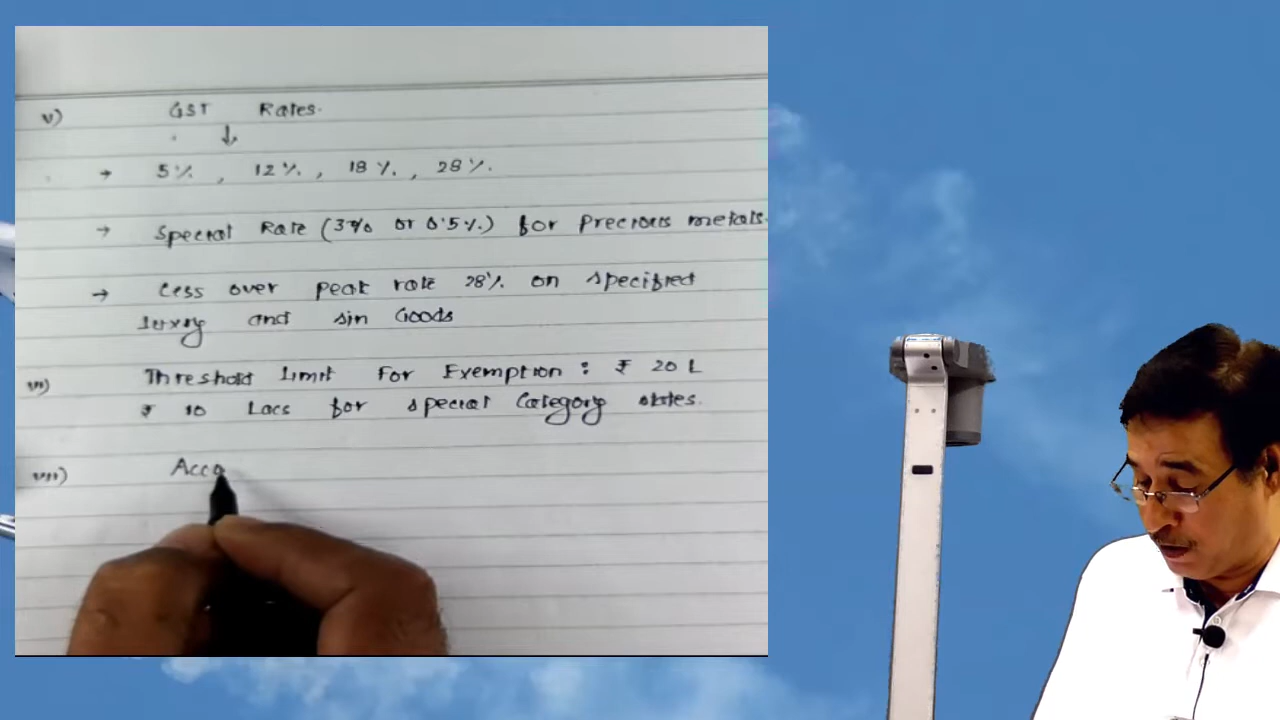 v) GST Rates.
→ 5%, 12%, 18%, 28%.
→ Special Rate (3% or 0.5%) for Precious metals.
→ Cess over peak rate 28% on specified
luxry and sin Goods
vi) Threshold Limit For Exemption : ₹ 20 L
₹ 10 Lacs for special Category states.
vii) Acco